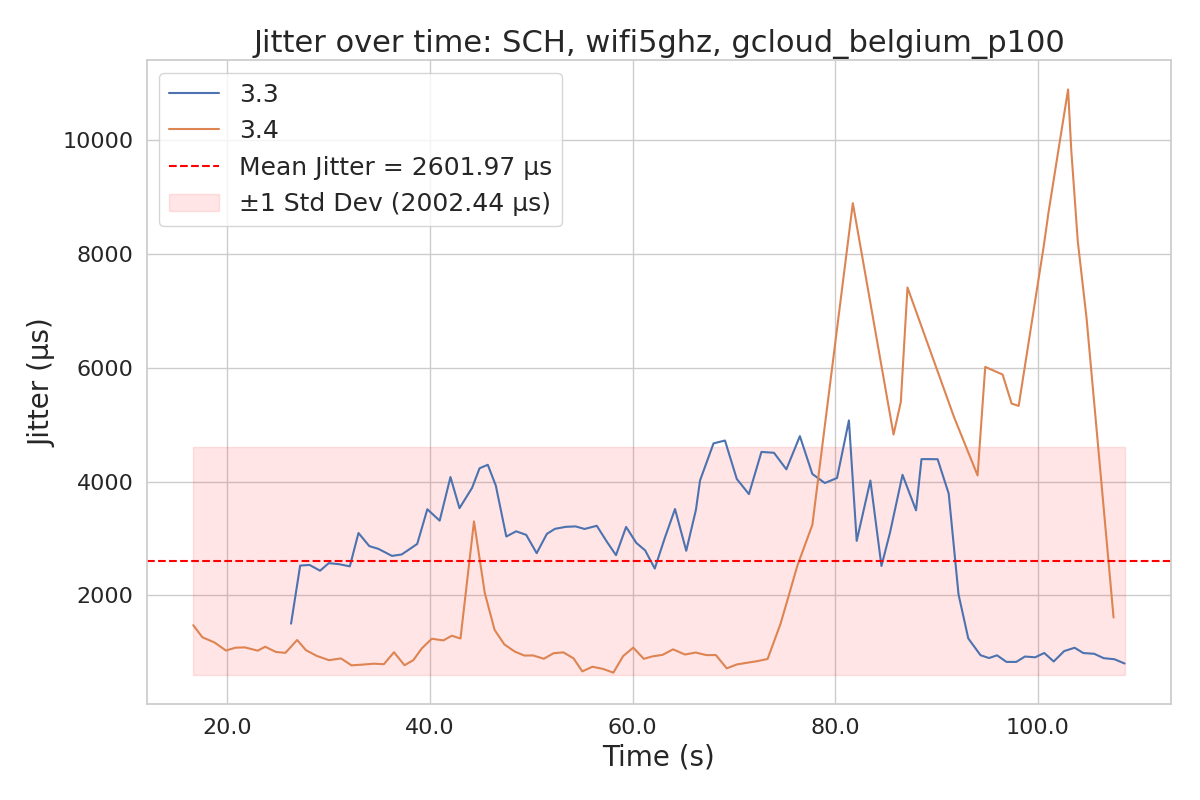 Jitter over time: SCH, wifi5ghz, gcloud_belgium_p100
3.3
3.4
Mean Jitter = 2601.97 µs
±1 Std Dev (2002.44 µs)
10000
8000
6000
4000
2000
Jitter (µs)
20.0 40.0 60.0 80.0 100.0
Time (s)